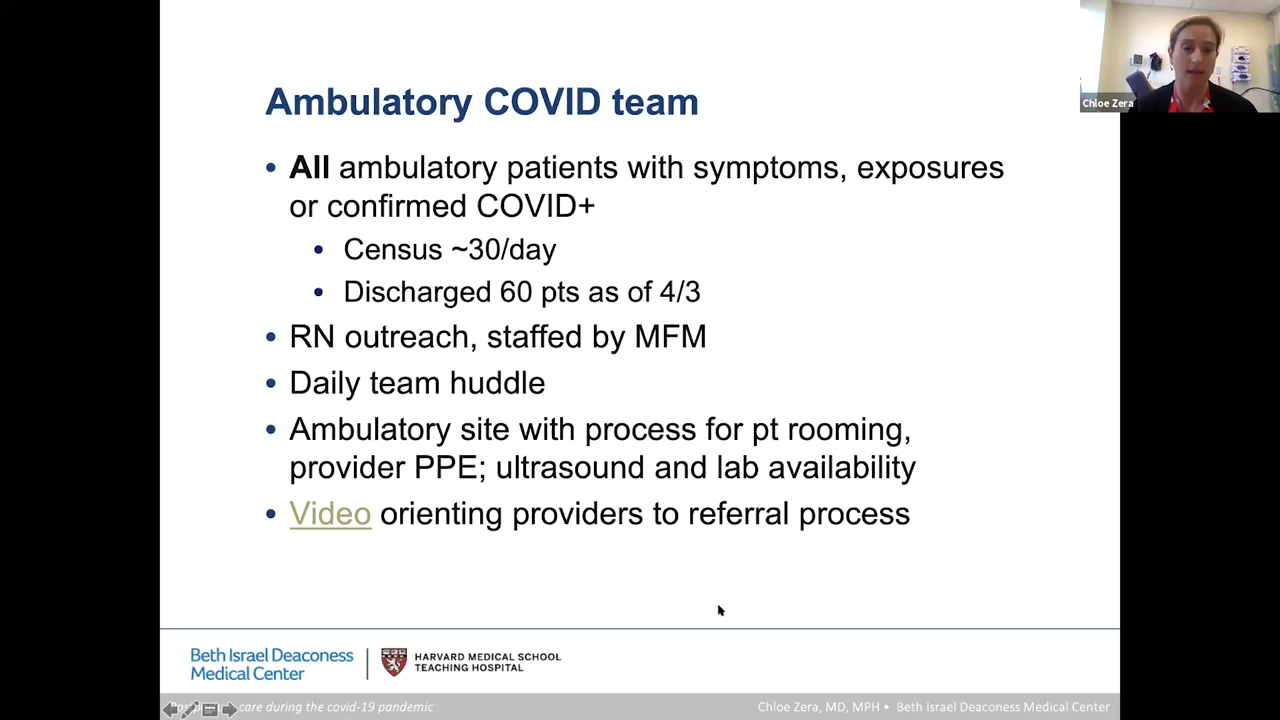 Ambulatory COVID team
Chloe Zera
• All ambulatory patients with symptoms, exposures
or confirmed COVID+
• Census ~30/day
• Discharged 60 pts as of 4/3
• RN outreach, staffed by MFM
• Daily team huddle
• Ambulatory site with process for pt rooming,
provider PPE; ultrasound and lab availability
• Video orienting providers to referral process
Beth Israel Deaconess
Medical Center
HARVARD MEDICAL SCHOOL
TEACHING HOSPITAL
care during the covid-19 pandemic
Chloe Zera, MD, MPH • Beth Israel Deaconess Medical Center